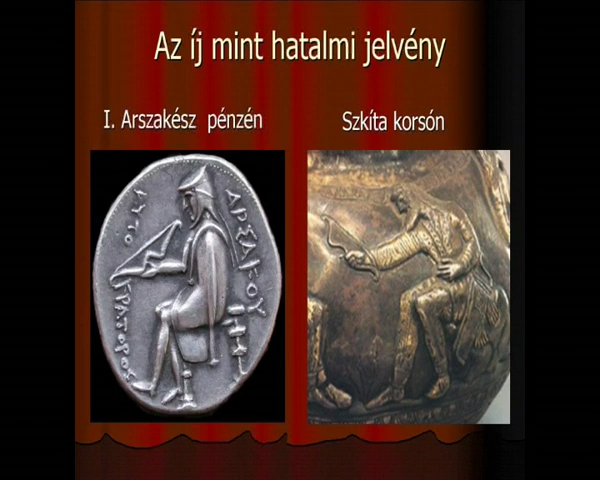 Az íj mint hatalmi jelvény
I. Arszakész pénzén
Szkíta korsón
ΑΡΣΑΚΟΥ
ΑΥΤΟ
ΚΡΑΤΟΡΟΣ